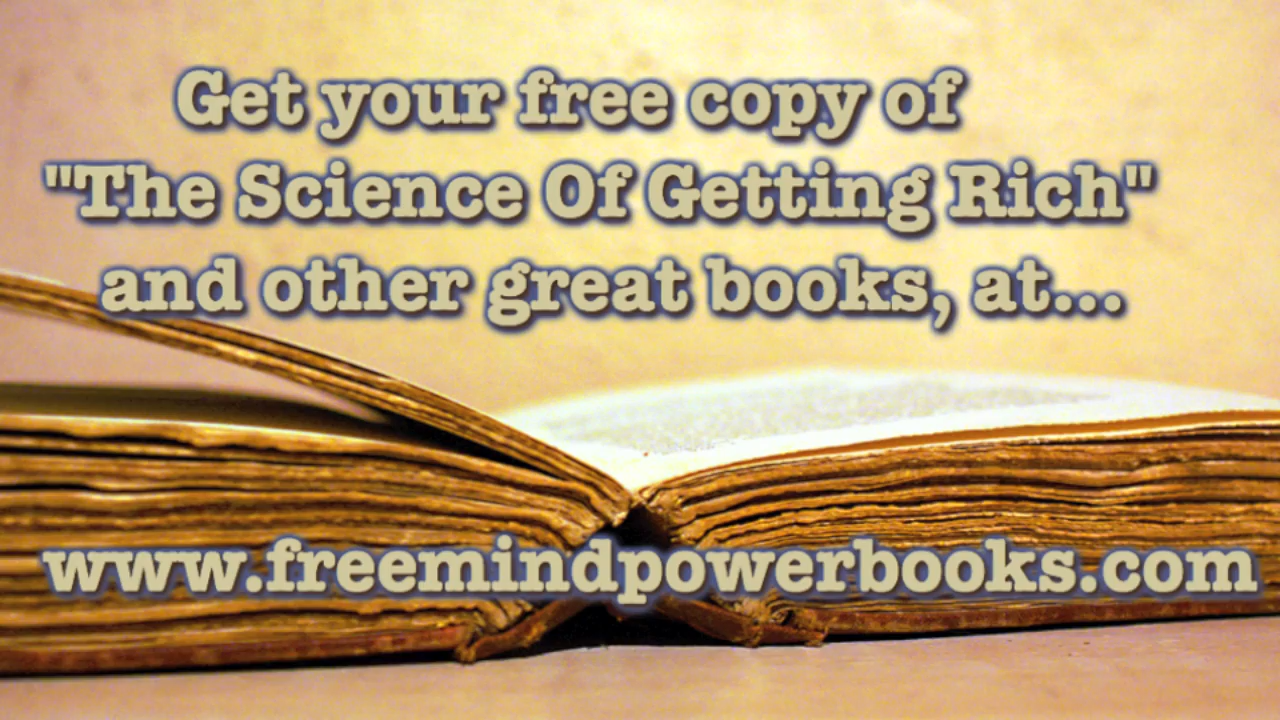 Get your free copy of
"The Science Of Getting Rich"
and other great books, at...
www.freemindpowerbooks.com